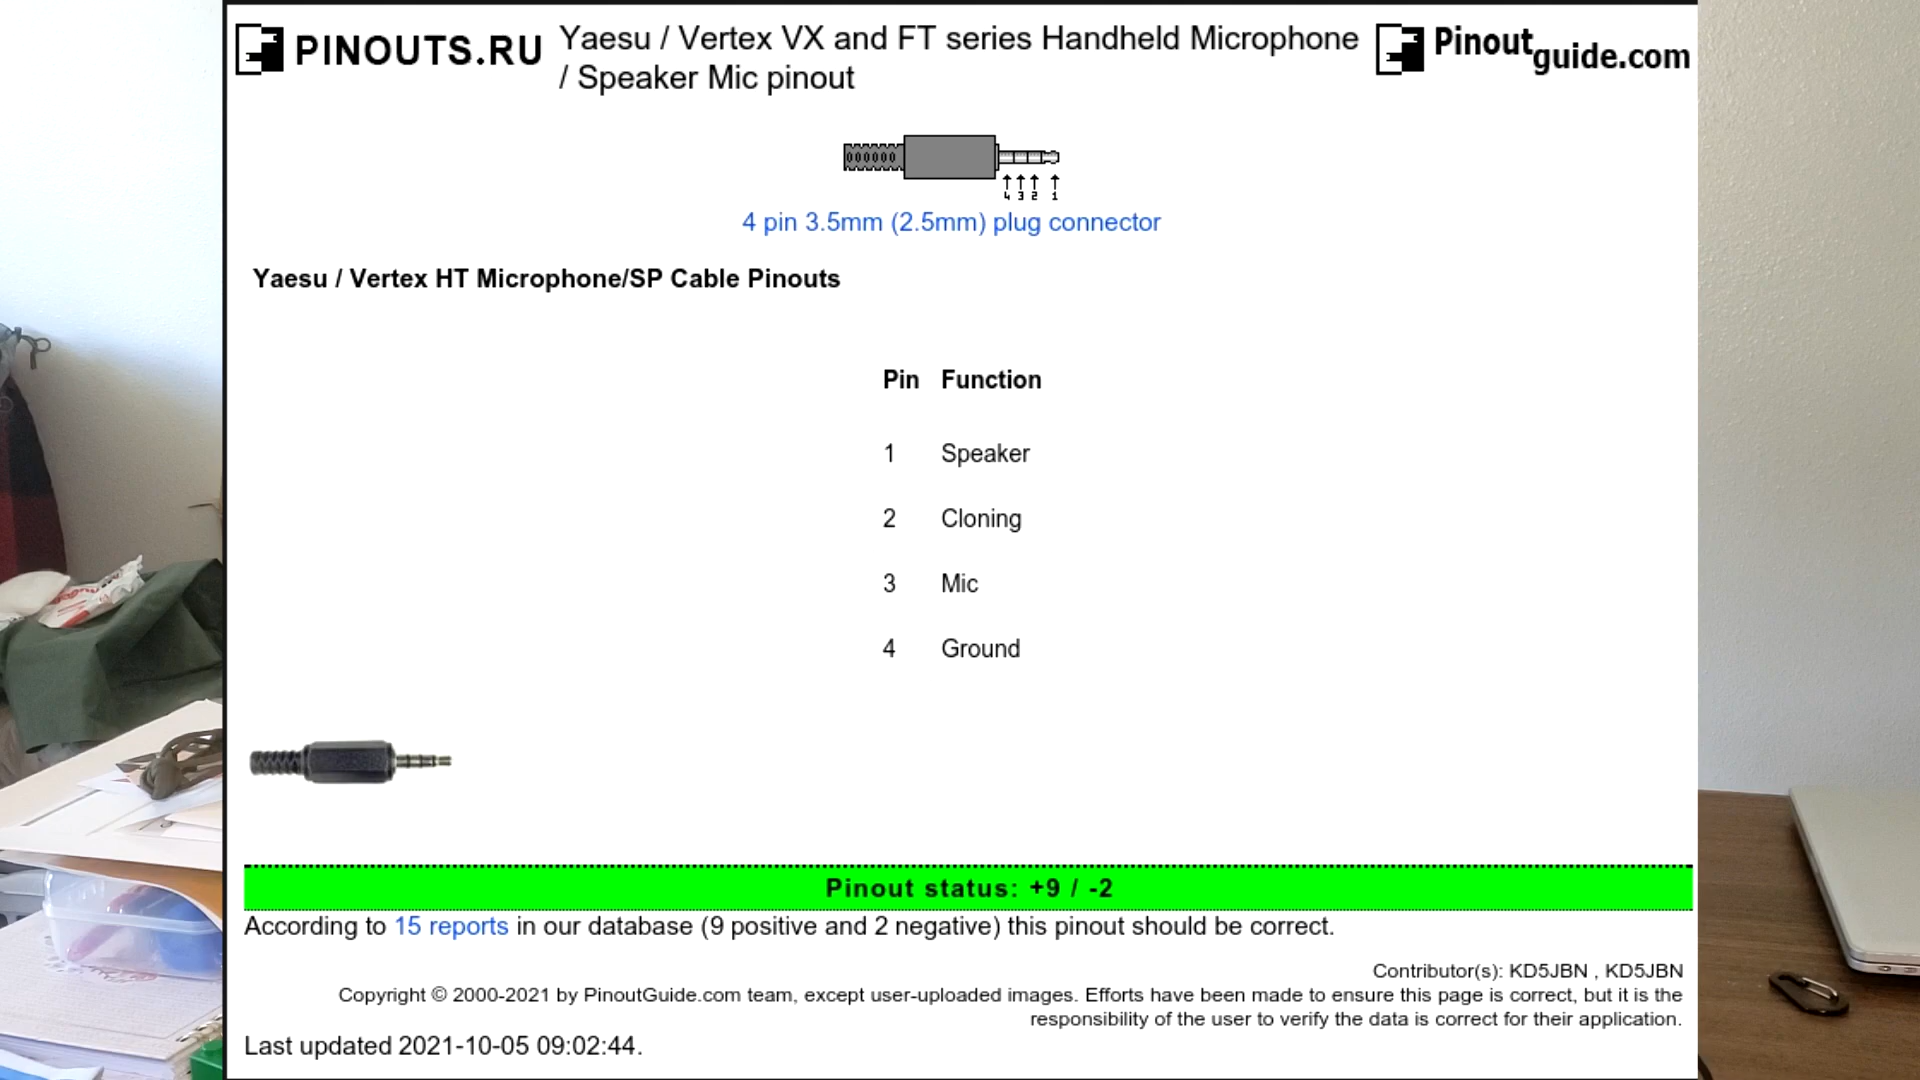 PINOUTS.RU
Yaesu / Vertex VX and FT series Handheld Microphone
/ Speaker Mic pinout
Pinoutguide.com
4 3 2 1
4 pin 3.5mm (2.5mm) plug connector
Yaesu / Vertex HT Microphone/SP Cable Pinouts
Pin Function
1 Speaker
2 Cloning
3 Mic
4 Ground
Pinout status: +9 / -2
According to 15 reports in our database (9 positive and 2 negative) this pinout should be correct.
Contributor(s): KD5JBN , KD5JBN
Copyright © 2000-2021 by PinoutGuide.com team, except user-uploaded images. Efforts have been made to ensure this page is correct, but it is the
responsibility of the user to verify the data is correct for their application.
Last updated 2021-10-05 09:02:44.